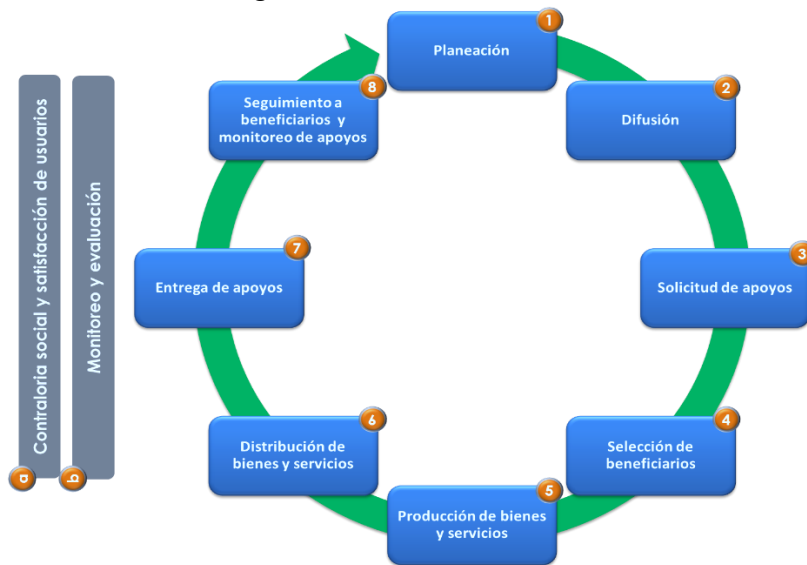 1
Planeación
2
Difusión
3
Solicitud de apoyos
4
Selección de
beneficiarios
5
Producción de bienes
y servicios
6
Distribución de
bienes y servicios
7
Entrega de apoyos
8
Seguimiento a
beneficiarios y
monitoreo de apoyos
a
Contraloría social y satisfacción de usuarios
b
Monitoreo y evaluación